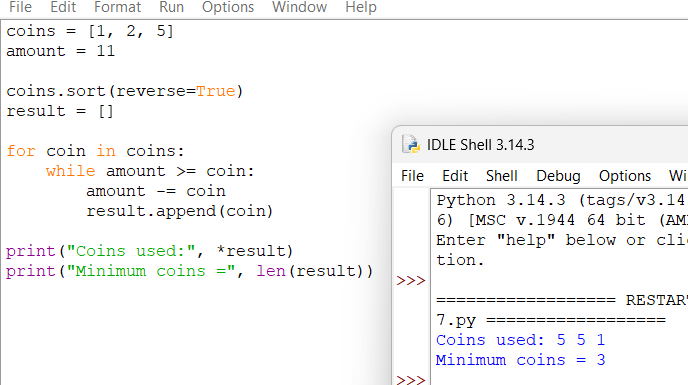 File Edit Format Run Options Window Help
coins = [1, 2, 5]
amount = 11
coins.sort(reverse=True)
result = []
for coin in coins:
    while amount >= coin:
        amount -= coin
        result.append(coin)
print("Coins used:", *result)
print("Minimum coins =", len(result))
IDLE Shell 3.14.3
File Edit Shell Debug Options Wi
Python 3.14.3 (tags/v3.14
6) [MSC v.1944 64 bit (AM
Enter "help" below or clic
tion.
>>>
================== RESTAR
7.py ==================
Coins used: 5 5 1
Minimum coins = 3
>>>